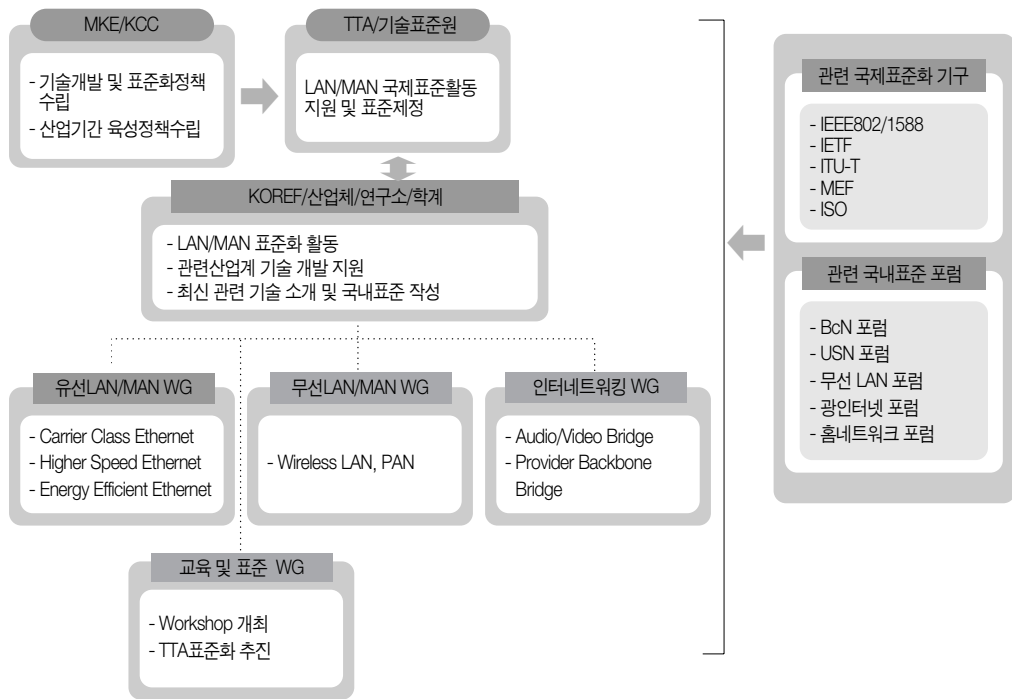 MKE/KCC
- 기술개발 및 표준화정책
수립
- 산업기간 육성정책수립
TTA/기술표준원
LAN/MAN 국제표준활동
지원 및 표준제정
KOREF/산업체/연구소/학계
- LAN/MAN 표준화 활동
- 관련산업계 기술 개발 지원
- 최신 관련 기술 소개 및 국내표준 작성
유선LAN/MAN WG
- Carrier Class Ethernet
- Higher Speed Ethernet
- Energy Efficient Ethernet
무선LAN/MAN WG
- Wireless LAN, PAN
인터네트워킹 WG
- Audio/Video Bridge
- Provider Backbone
Bridge
교육 및 표준 WG
- Workshop 개최
- TTA표준화 추진
관련 국제표준화 기구
- IEEE802/1588
- IETF
- ITU-T
- MEF
- ISO
관련 국내표준 포럼
- BcN 포럼
- USN 포럼
- 무선 LAN 포럼
- 광인터넷 포럼
- 홈네트워크 포럼